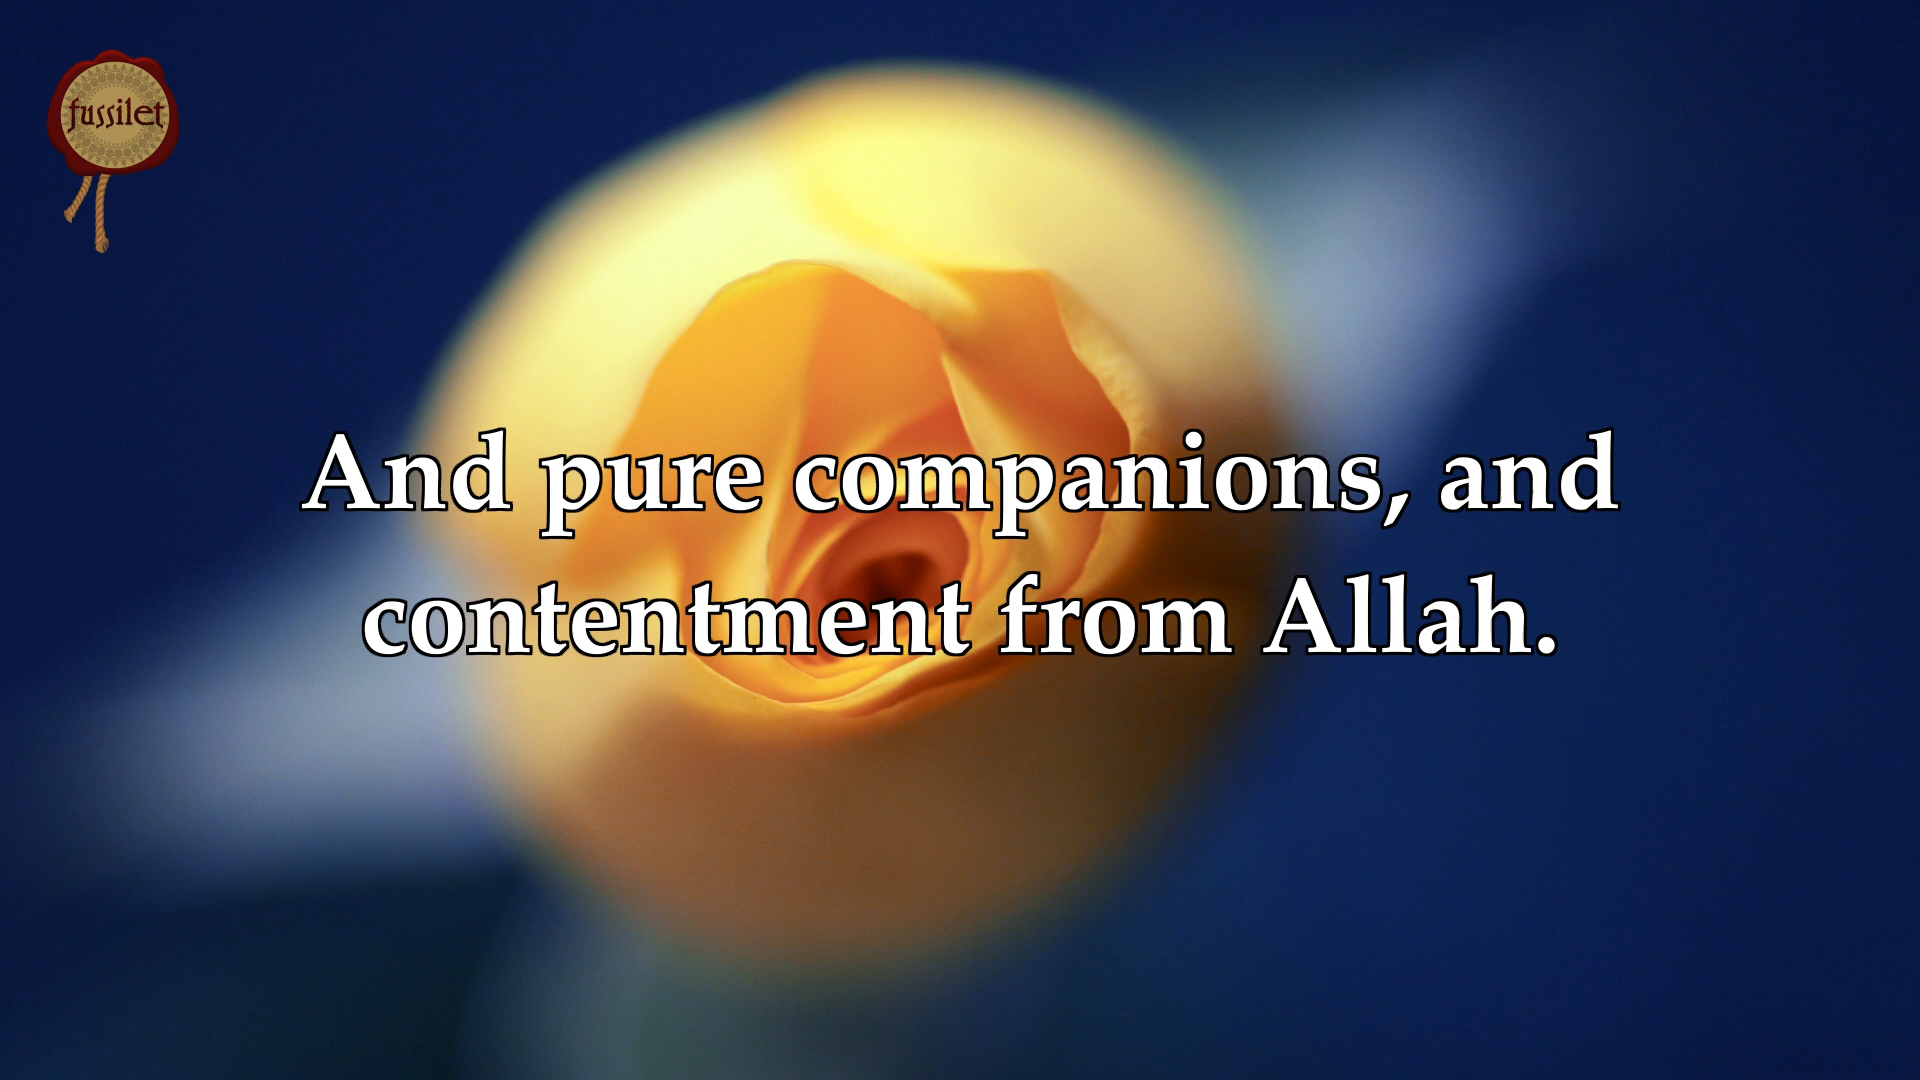 fussilet
And pure companions, and
contentment from Allah.